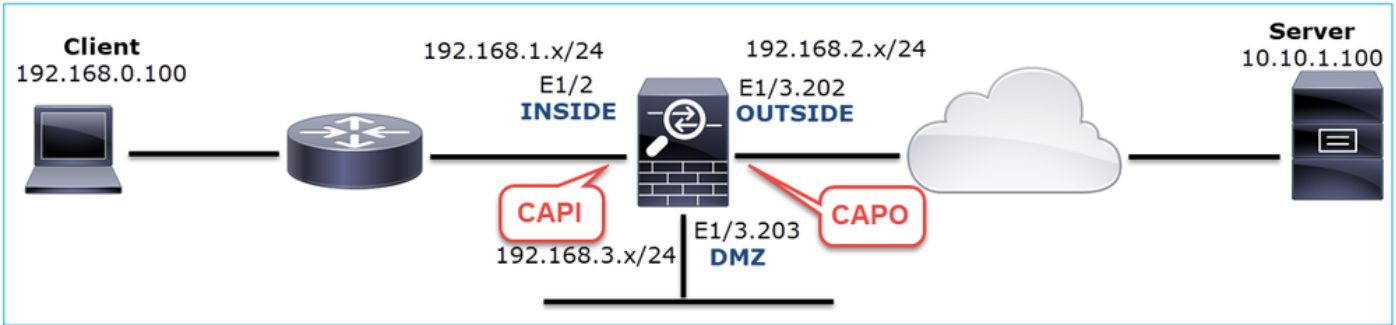 Client
192.168.0.100
192.168.1.x/24
E1/2
INSIDE
CAPI
192.168.2.x/24
E1/3.202
OUTSIDE
CAPO
Server
10.10.1.100
E1/3.203
192.168.3.x/24
DMZ